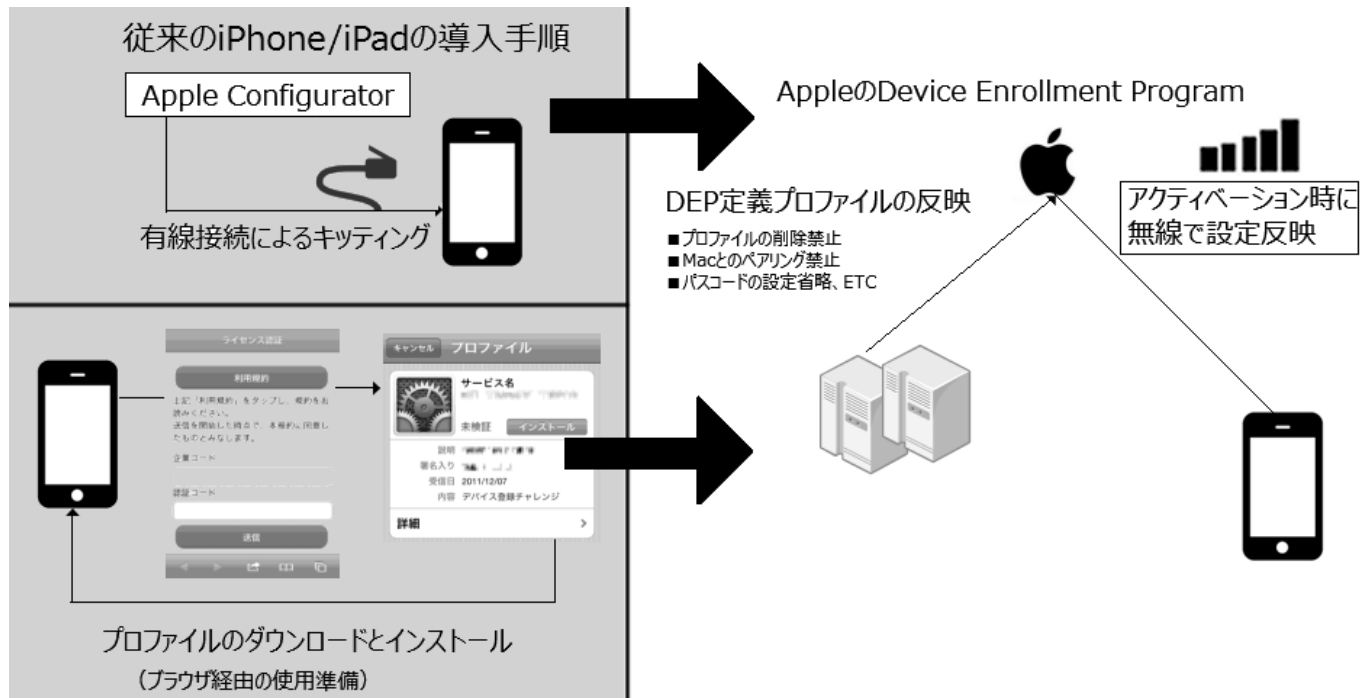 従来のiPhone/iPadの導入手順
Apple Configurator
有線接続によるキッティング
ライセンス認証
利用規約
上記「利用規約」をタップし、規約をお
読みください。
送信を開始した時点で、本規約に同意し
たものとみなします。
企業コード
認証コード
送信
キャンセル プロファイル
サービス名
未検証 インストール
説明
署名入り
受信日 2011/12/07
内容 デバイス登録チャレンジ
詳細
プロファイルのダウンロードとインストール
（ブラウザ経由の使用準備）
AppleのDevice Enrollment Program
DEP定義プロファイルの反映
■プロファイルの削除禁止
■Macとのペアリング禁止
■パスコードの設定省略、ETC
アクティベーション時に
無線で設定反映